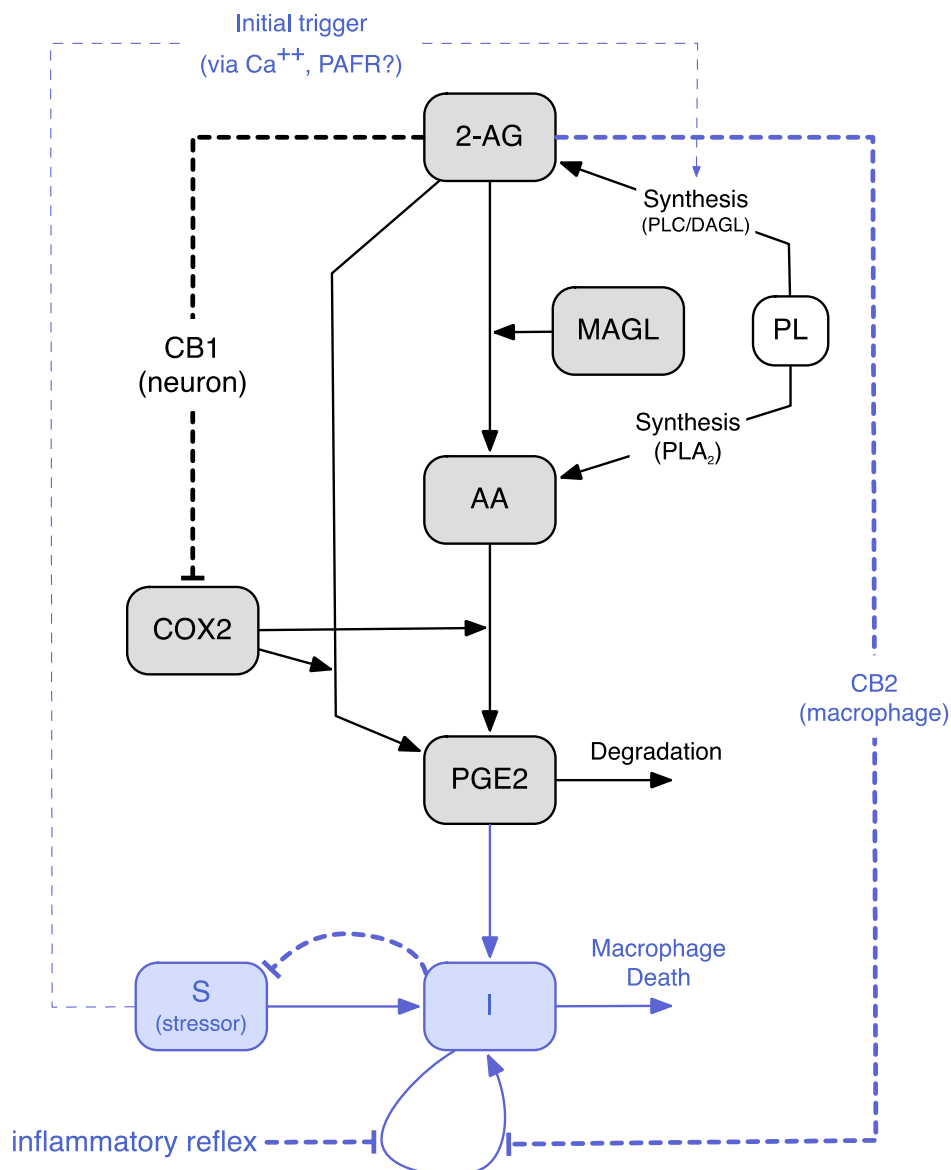 Initial trigger
(via Ca++, PAFR?)
2-AG
Synthesis
(PLC/DAGL)
MAGL
PL
CB1
(neuron)
Synthesis
(PLA2)
AA
COX2
CB2
(macrophage)
Degradation
PGE2
Macrophage
Death
S
(stressor)
I
inflammatory reflex